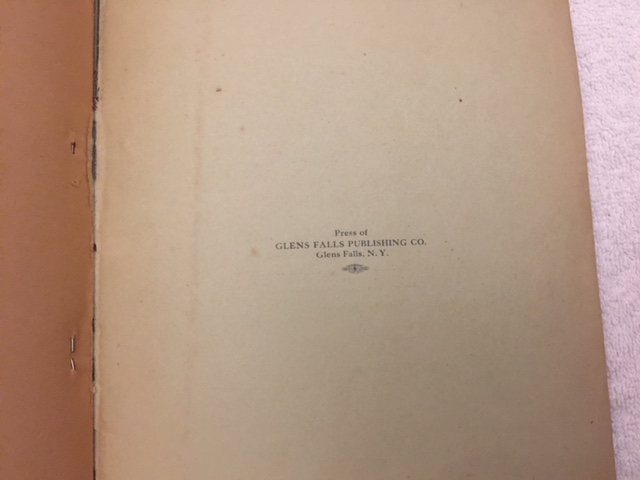 Press of
GLENS FALLS PUBLISHING CO.
Glens Falls, N. Y.